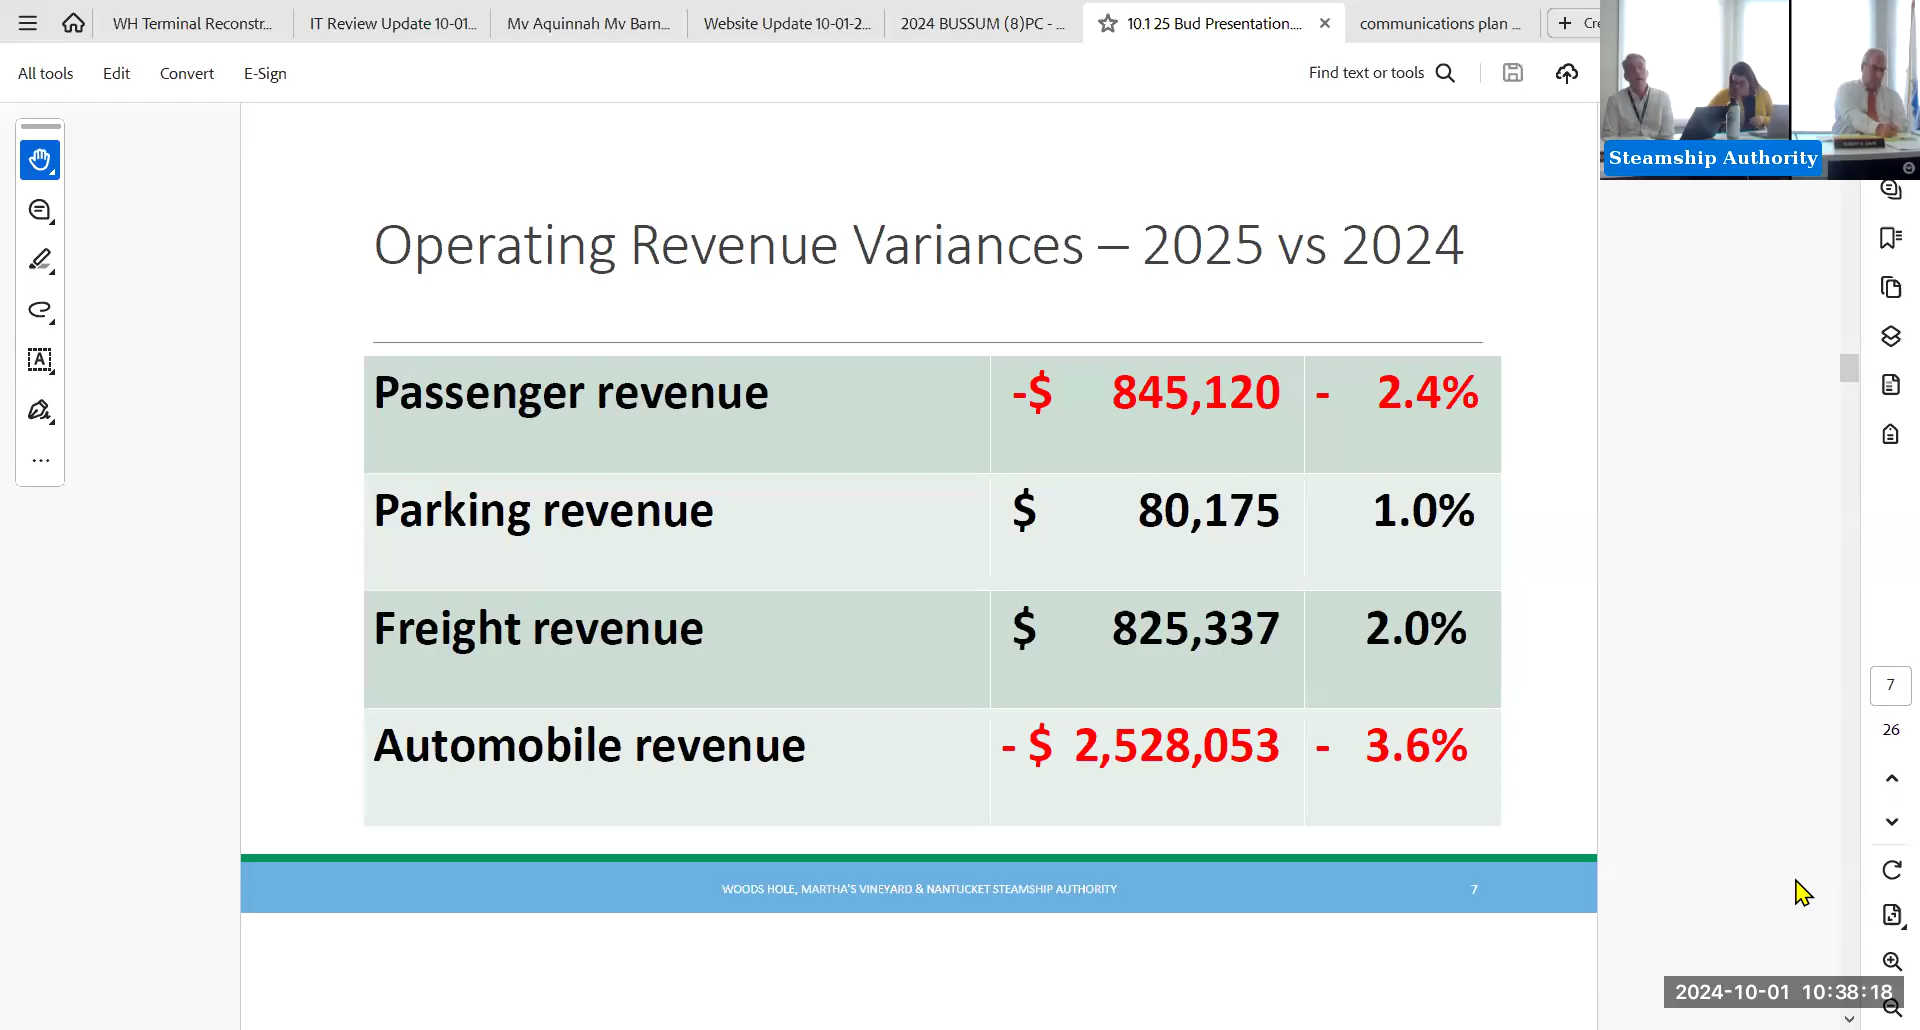 WH Terminal Reconstr...
IT Review Update 10-01...
Mv Aquinnah Mv Barn...
Website Update 10-01-2...
2024 BUSSUM (8)PC - ...
10.1 25 Bud Presentation....
communications plan ...
Cre
All tools
Edit
Convert
E-Sign
Find text or tools
Steamship Authority
Operating Revenue Variances – 2025 vs 2024
Passenger revenue -$ 845,120 - 2.4%
Parking revenue $ 80,175 1.0%
Freight revenue $ 825,337 2.0%
Automobile revenue - $ 2,528,053 - 3.6%
WOODS HOLE, MARTHA'S VINEYARD & NANTUCKET STEAMSHIP AUTHORITY 7
7
26
2024-10-01 10:38:18